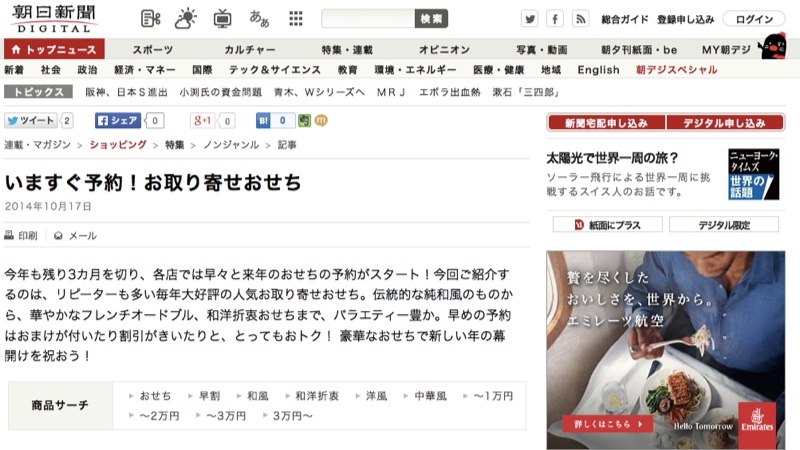 朝日新聞
DIGITAL
あぁ
検索
総合ガイド 登録申し込み ログイン
トップニュース スポーツ カルチャー 特集・連載 オピニオン 写真・動画 朝夕刊紙面・be MY朝デジ
新着 社会 政治 経済・マネー 国際 テック&サイエンス 教育 環境・エネルギー 医療・健康 地域 English 朝デジスペシャル
トピックス 阪神、日本S進出 小渕氏の資金問題 青木、Wシリーズへ MRJ エボラ出血熱 漱石「三四郎」
ツイート 2 シェア 0 g+1 0 B! 0 m
新聞宅配申し込み デジタル申し込み
連載・マガジン > ショッピング > 特集 > ノンジャンル > 記事
いますぐ予約!お取り寄せおせち
2014年10月17日
印刷 メール
今年も残り3カ月を切り、各店では早々と来年のおせちの予約がスタート!今回ご紹介す
るのは、リピーターも多い毎年大好評の人気お取り寄せおせち。伝統的な純和風のものか
ら、華やかなフレンチオードブル、和洋折衷おせちまで、バラエティー豊か。早めの予約
はおまけが付いたり割引がきいたりと、とってもおトク! 豪華なおせちで新しい年の幕
開けを祝おう!
商品サーチ
おせち 早割 和風 和洋折衷 洋風 中華風 〜1万円
〜2万円 〜3万円 3万円〜
太陽光で世界一周の旅?
ソーラー飛行による世界一周に挑
戦するスイス人のお話です。
ニューヨーク・
タイムズ
世界の
話題
紙面にプラス デジタル限定
贅を尽くした
おいしさを、世界から。
エミレーツ航空
詳しくはこちら
Hello Tomorrow
Emirates